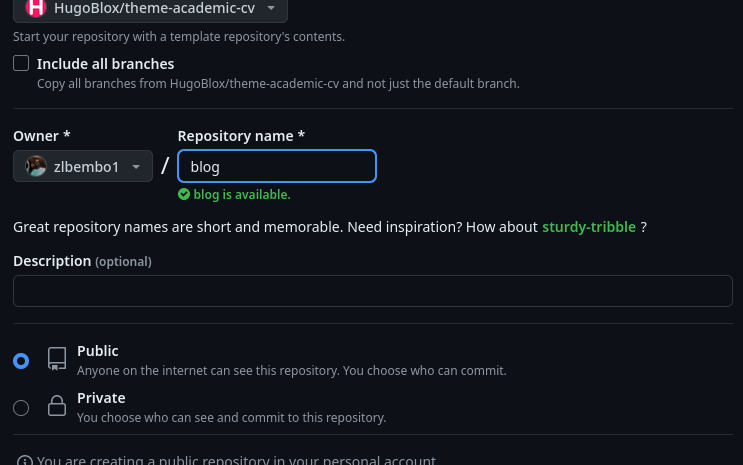 HugoBlox/theme-academic-cv
Start your repository with a template repository's contents.
Include all branches
Copy all branches from HugoBlox/theme-academic-cv and not just the default branch.
Owner * Repository name *
zlbembo1 / blog
blog is available.
Great repository names are short and memorable. Need inspiration? How about sturdy-tribble ?
Description (optional)
Public
Anyone on the internet can see this repository. You choose who can commit.
Private
You choose who can see and commit to this repository.
You are creating a public repository in your personal account.